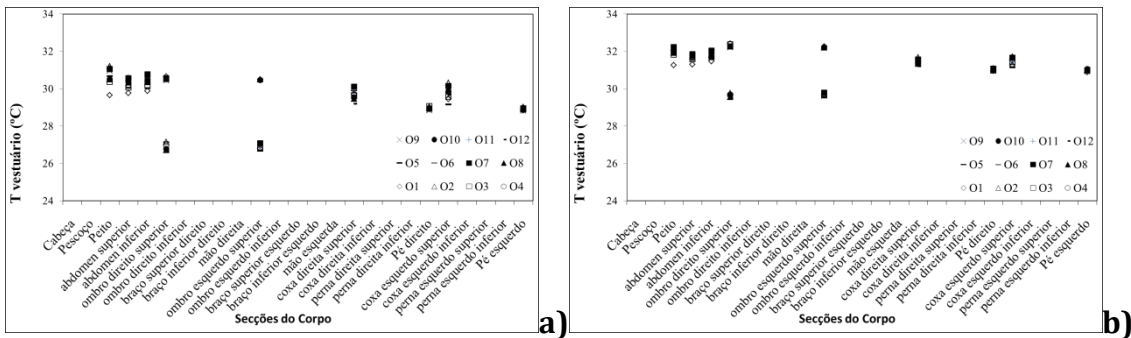 T vestuário (ºC)
34
32
30
28
26
24
O9 O10 O11 O12
O5 O6 O7 O8
O1 O2 O3 O4
Cabeça
Pescoço
Peito
abdomen superior
abdomen inferior
ombro direito superior
ombro direito inferior
braço superior direito
braço inferior direito
mão direita
ombro esquerdo superior
ombro esquerdo inferior
braço superior esquerdo
braço inferior esquerdo
mão esquerda
coxa direita superior
coxa direita inferior
perna direita superior
perna direita inferior
Pé direito
coxa esquerdo superior
coxa esquerdo inferior
perna esquerdo superior
perna esquerdo inferior
Pé esquerdo
Secções do Corpo
a)
T vestuário (ºC)
34
32
30
28
26
24
O9 O10 O11 O12
O5 O6 O7 O8
O1 O2 O3 O4
Cabeça
Pescoço
Peito
abdomen superior
abdomen inferior
ombro direito superior
ombro direito inferior
braço superior direito
braço inferior direito
mão direita
ombro esquerdo superior
ombro esquerdo inferior
braço superior esquerdo
braço inferior esquerdo
mão esquerda
coxa direita superior
coxa direita inferior
perna direita superior
perna direita inferior
Pé direito
coxa esquerdo superior
coxa esquerdo inferior
perna esquerdo superior
perna esquerdo inferior
Pé esquerdo
Secções do Corpo
b)